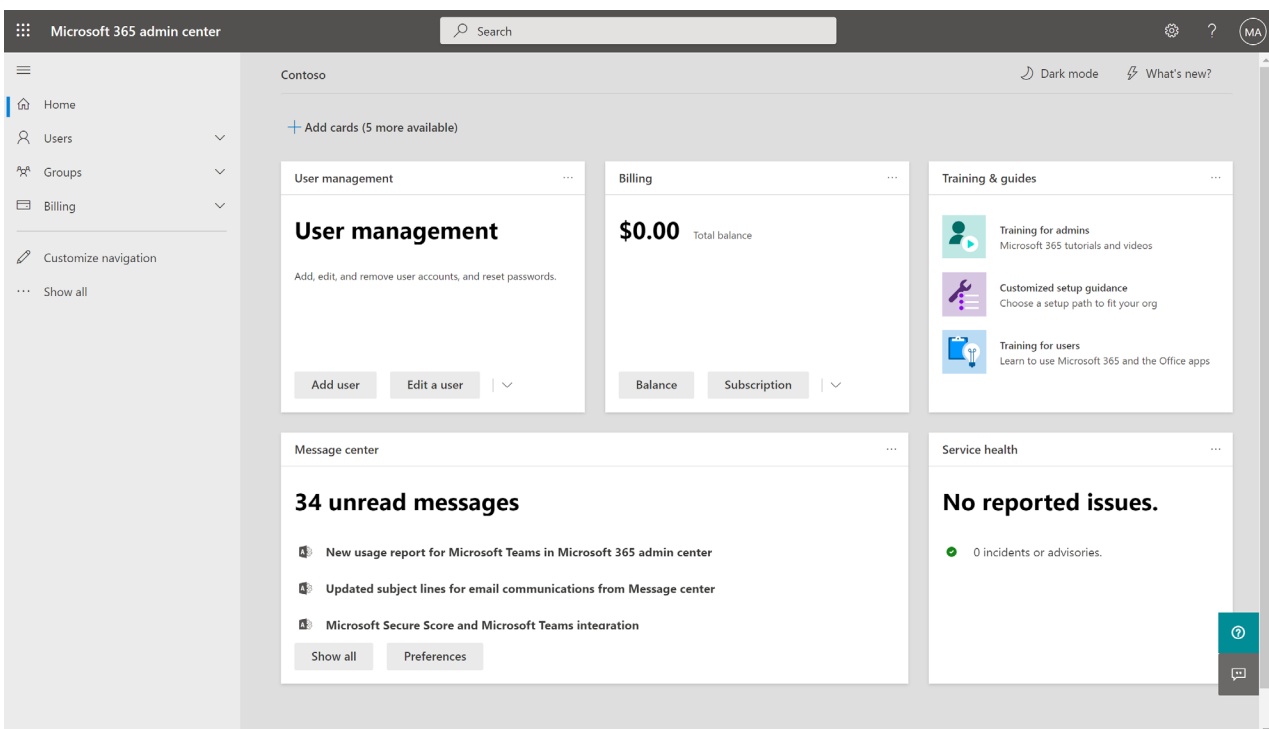 Microsoft 365 admin center
Search
?
MA
Contoso
Dark mode
What's new?
Home
Users
Groups
Billing
Customize navigation
Show all
Add cards (5 more available)
User management
User management
Add, edit, and remove user accounts, and reset passwords.
Add user
Edit a user
Billing
$0.00 Total balance
Balance
Subscription
Training & guides
Training for admins
Microsoft 365 tutorials and videos
Customized setup guidance
Choose a setup path to fit your org
Training for users
Learn to use Microsoft 365 and the Office apps
Message center
34 unread messages
New usage report for Microsoft Teams in Microsoft 365 admin center
Updated subject lines for email communications from Message center
Microsoft Secure Score and Microsoft Teams integration
Show all
Preferences
Service health
No reported issues.
0 incidents or advisories.